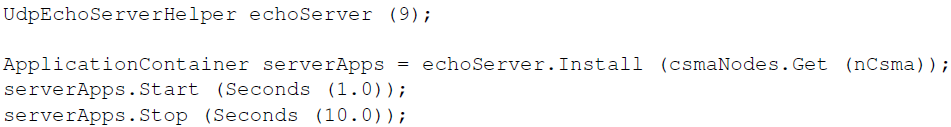 UdpEchoServerHelper echoServer (9);
ApplicationContainer serverApps = echoServer.Install (csmaNodes.Get (nCsma));
serverApps.Start (Seconds (1.0));
serverApps.Stop (Seconds (10.0));